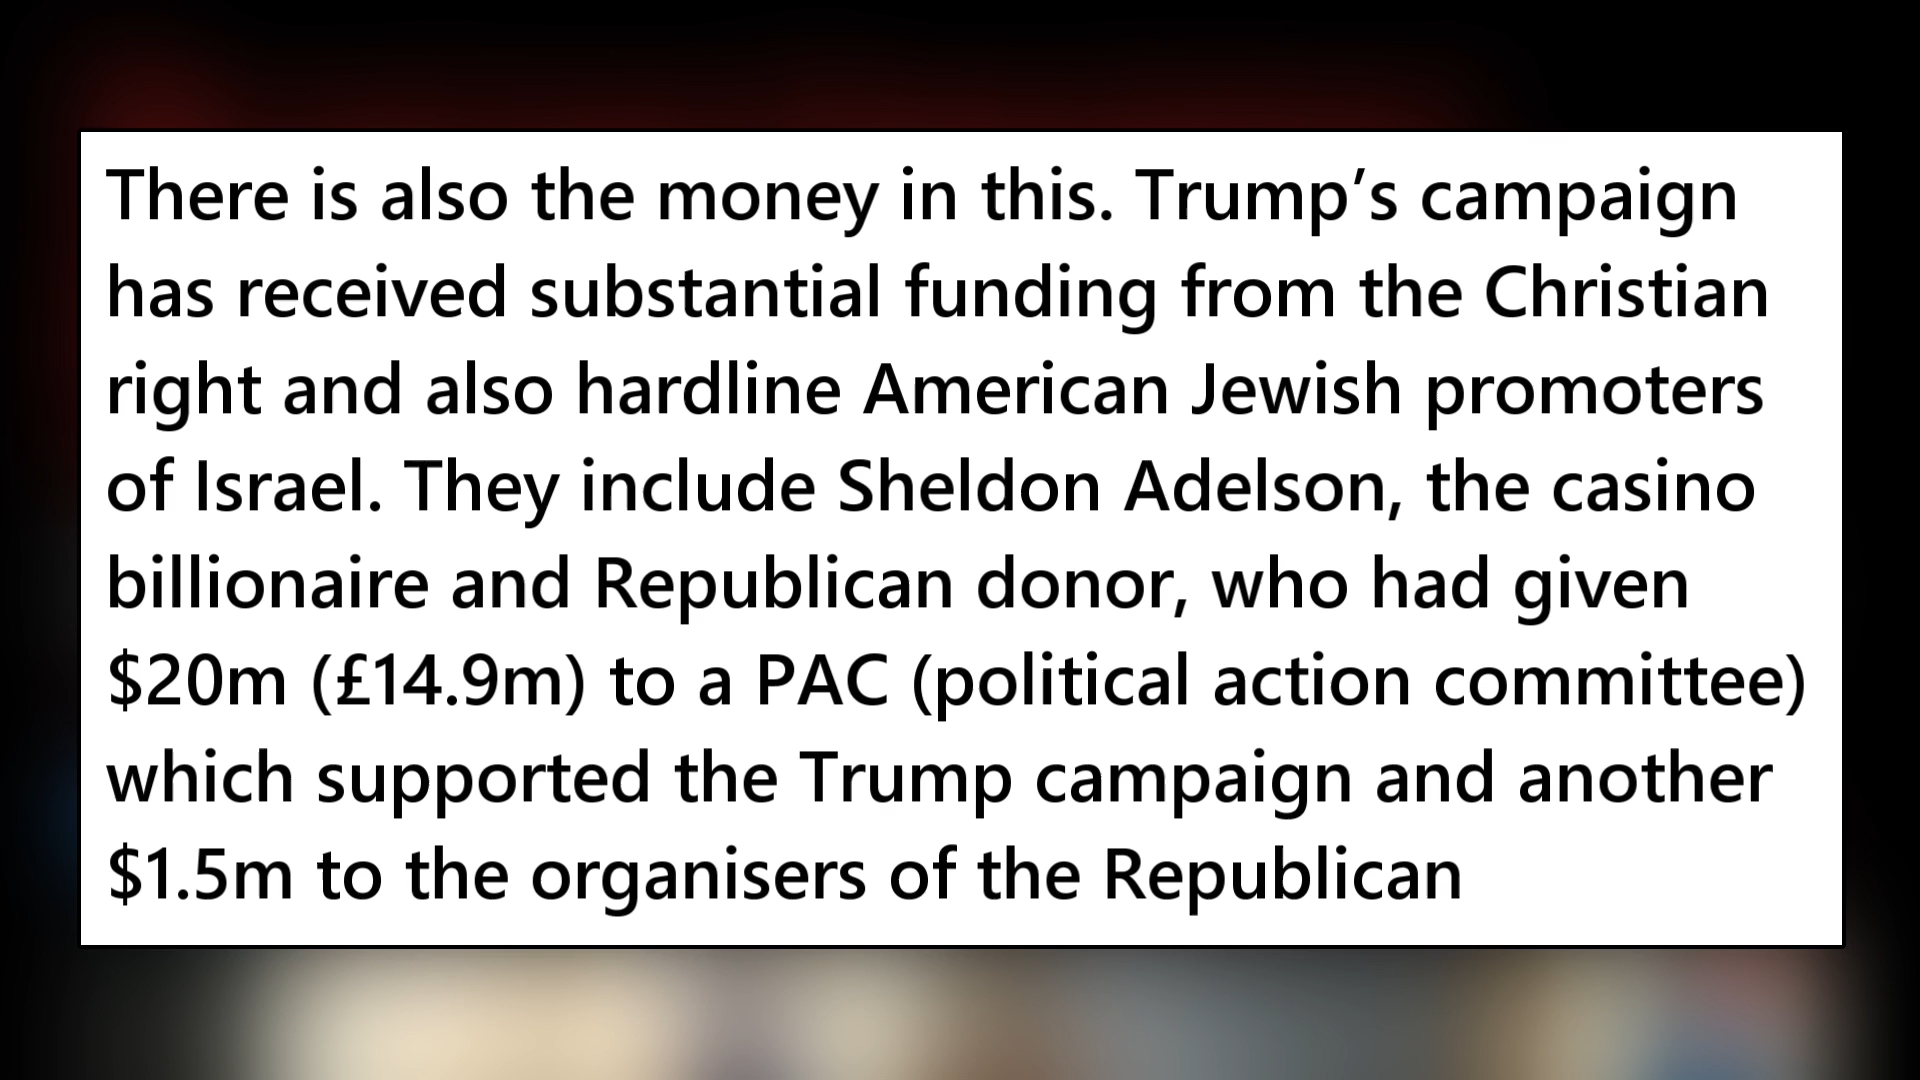 There is also the money in this. Trump’s campaign
has received substantial funding from the Christian
right and also hardline American Jewish promoters
of Israel. They include Sheldon Adelson, the casino
billionaire and Republican donor, who had given
$20m (£14.9m) to a PAC (political action committee)
which supported the Trump campaign and another
$1.5m to the organisers of the Republican